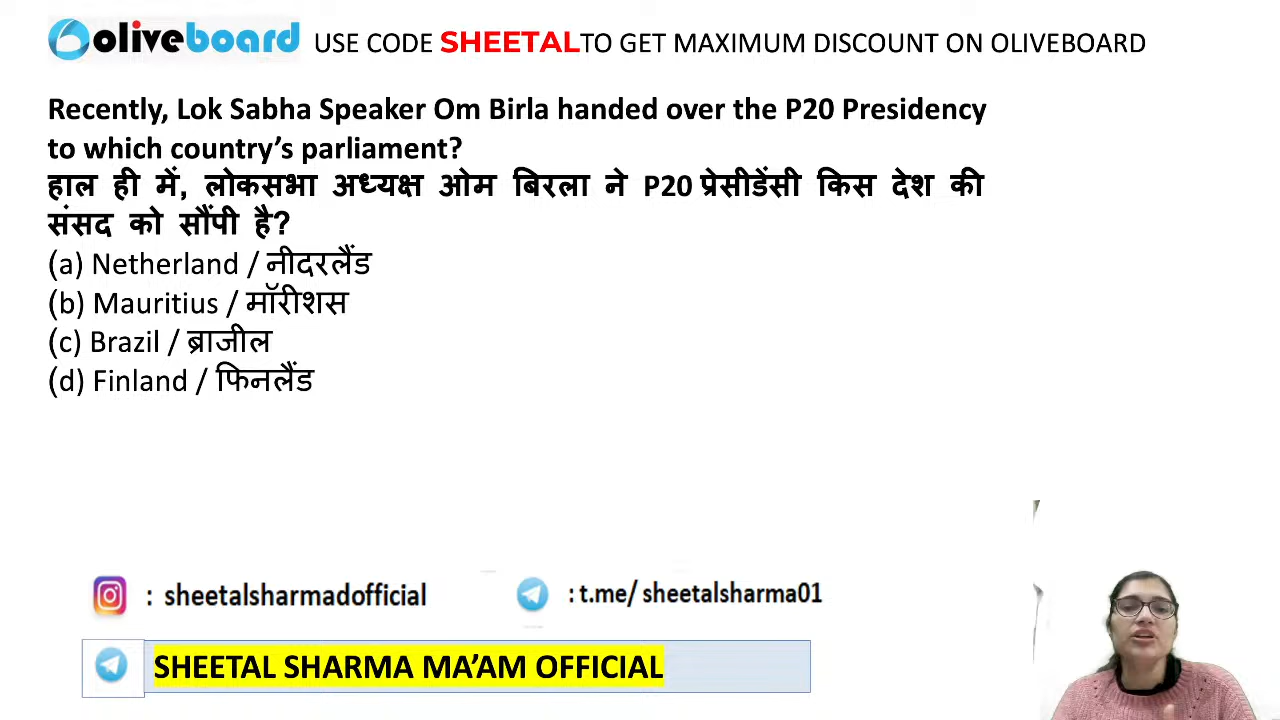 oliveboard USE CODE SHEETALTO GET MAXIMUM DISCOUNT ON OLIVEBOARD
Recently, Lok Sabha Speaker Om Birla handed over the P20 Presidency
to which country’s parliament?
हाल ही में, लोकसभा अध्यक्ष ओम बिरला ने P20 प्रेसीडेंसी किस देश की
संसद को सौंपी है?
(a) Netherland / नीदरलैंड
(b) Mauritius / मॉरीशस
(c) Brazil / ब्राजील
(d) Finland / फिनलैंड
: sheetalsharmadofficial : t.me/ sheetalsharma01
SHEETAL SHARMA MA’AM OFFICIAL